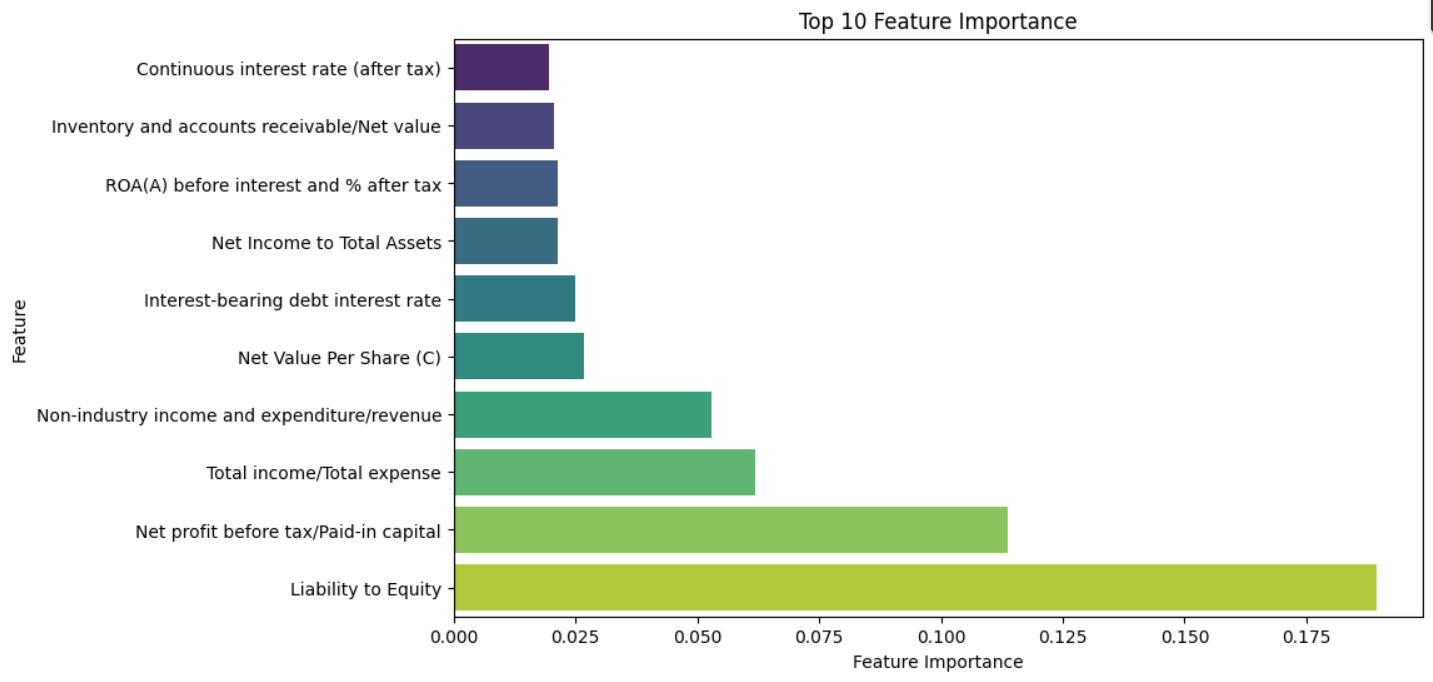 Top 10 Feature Importance
Feature
Continuous interest rate (after tax)
Inventory and accounts receivable/Net value
ROA(A) before interest and % after tax
Net Income to Total Assets
Interest-bearing debt interest rate
Net Value Per Share (C)
Non-industry income and expenditure/revenue
Total income/Total expense
Net profit before tax/Paid-in capital
Liability to Equity
0.000 0.025 0.050 0.075 0.100 0.125 0.150 0.175
Feature Importance